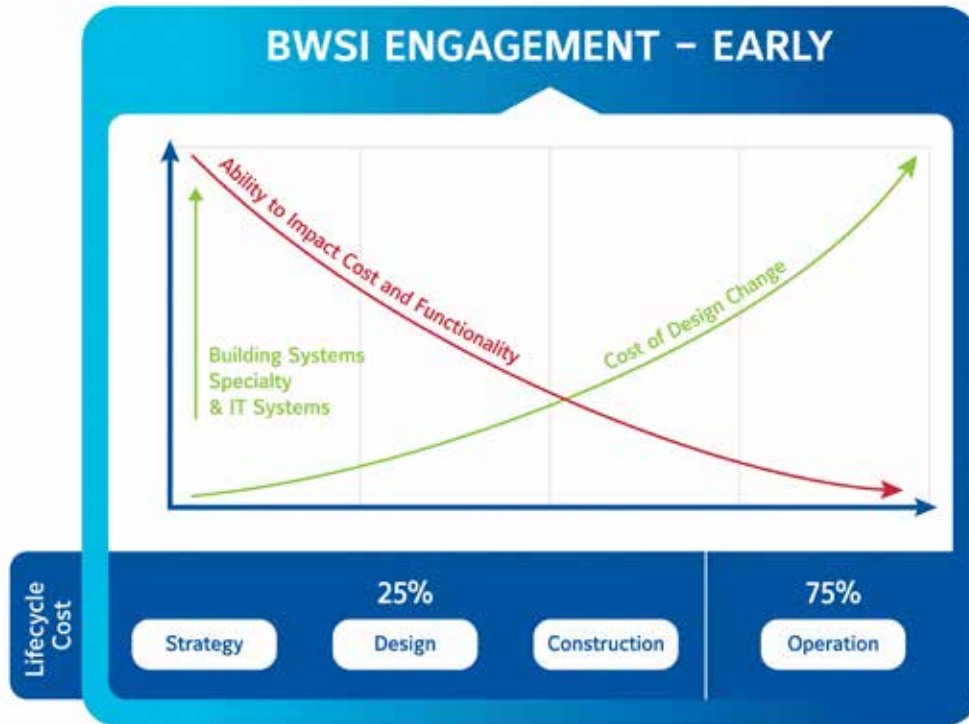 BWSI ENGAGEMENT – EARLY
Ability to Impact Cost and Functionality
Cost of Design Change
Building Systems
Specialty
& IT Systems
Lifecycle
Cost
25%
75%
Strategy
Design
Construction
Operation